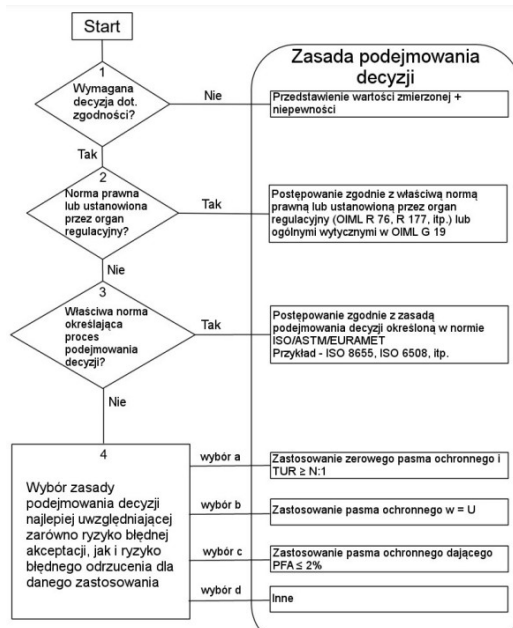 Start
Zasada podejmowania
decyzji
1
Wymagana
decyzja dot.
zgodności?
Nie
Przedstawienie wartości zmierzonej +
niepewności
Tak
2
Norma prawna
lub ustanowiona
przez organ
regulacyjny?
Tak
Postępowanie zgodnie z właściwą normą
prawną lub ustanowioną przez organ
regulacyjny (OIML R 76, R 177, itp.) lub
ogólnymi wytycznymi w OIML G 19
Nie
3
Właściwa norma
określająca
proces
podejmowania
decyzji?
Tak
Postępowanie zgodnie z zasadą
podejmowania decyzji określoną w normie
ISO/ASTM/EURAMET
Przykład - ISO 8655, ISO 6508, itp.
Nie
4
Wybór zasady
podejmowania decyzji
najlepiej uwzględniającej
zarówno ryzyko błędnej
akceptacji, jak i ryzyko
błędnego odrzucenia dla
danego zastosowania
wybór a
Zastosowanie zerowego pasma ochronnego i
TUR ≥ N:1
wybór b
Zastosowanie pasma ochronnego w = U
wybór c
Zastosowanie pasma ochronnego dającego
PFA ≤ 2%
wybór d
Inne